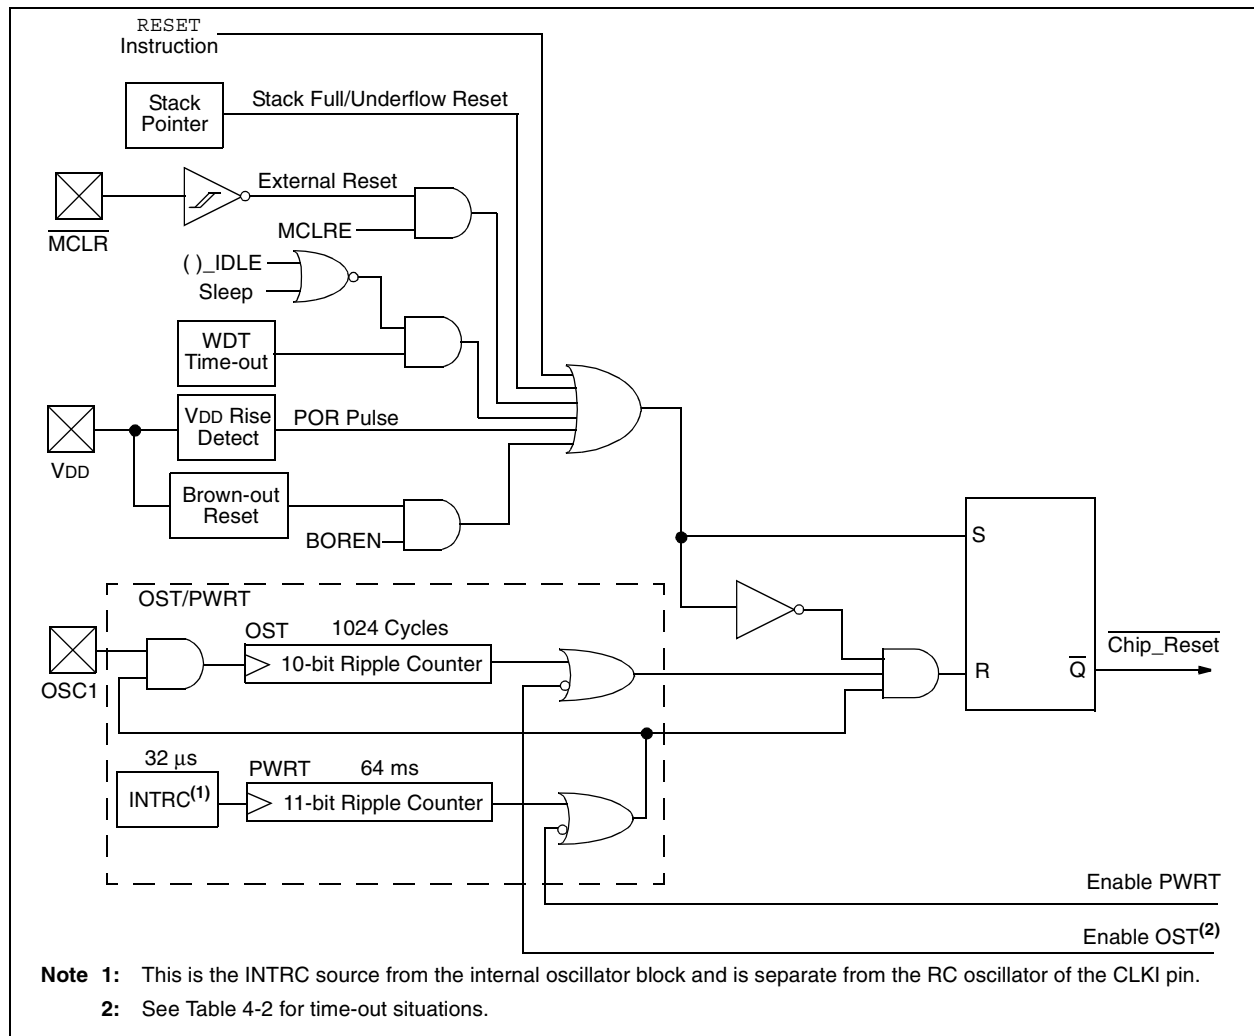 RESET
Instruction
Stack
Pointer
Stack Full/Underflow Reset
External Reset
MCLR
MCLRE
( )_IDLE
Sleep
WDT
Time-out
VDD Rise
Detect
POR Pulse
VDD
Brown-out
Reset
BOREN
S
OST/PWRT
OST
1024 Cycles
10-bit Ripple Counter
OSC1
R
Q
Chip_Reset
32 μs
INTRC(1)
PWRT
64 ms
11-bit Ripple Counter
Enable PWRT
Enable OST(2)
Note 1: This is the INTRC source from the internal oscillator block and is separate from the RC oscillator of the CLKI pin.
2: See Table 4-2 for time-out situations.